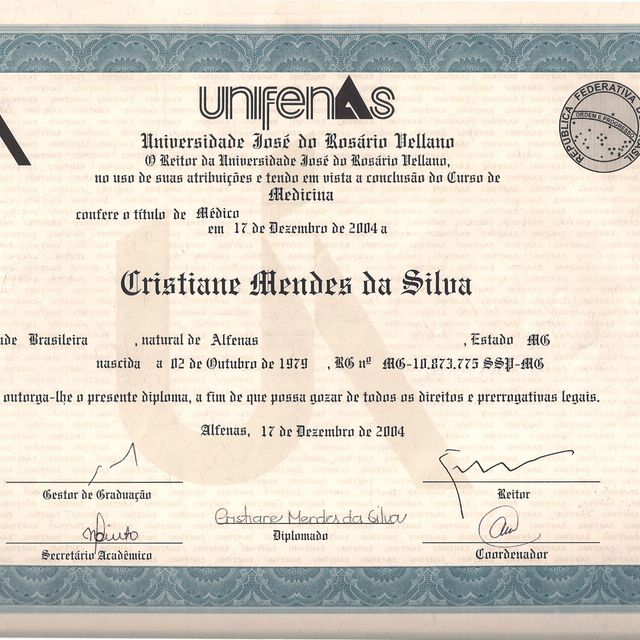 unifenas
REPÚBLICA FEDERATIVA DO BRASIL
ORDEM E PROGRESSO
Universidade José do Rosário Vellano
O Reitor da Universidade José do Rosário Vellano,
no uso de suas atribuições e tendo em vista a conclusão do Curso de
Medicina
confere o título de Médico
em 17 de Dezembro de 2004 a
Cristiane Mendes da Silva
ade Brasileira , natural de Alfenas , Estado MG
nascida a 02 de Outubro de 1979 , RG nº MG-10.873.775 SSP-MG
outorga-lhe o presente diploma, a fim de que possa gozar de todos os direitos e prerrogativas legais.
Alfenas, 17 de Dezembro de 2004
Gestor de Graduação
Reitor
Cristiane Mendes da Silva
Diplomado
Secretário Acadêmico
Coordenador